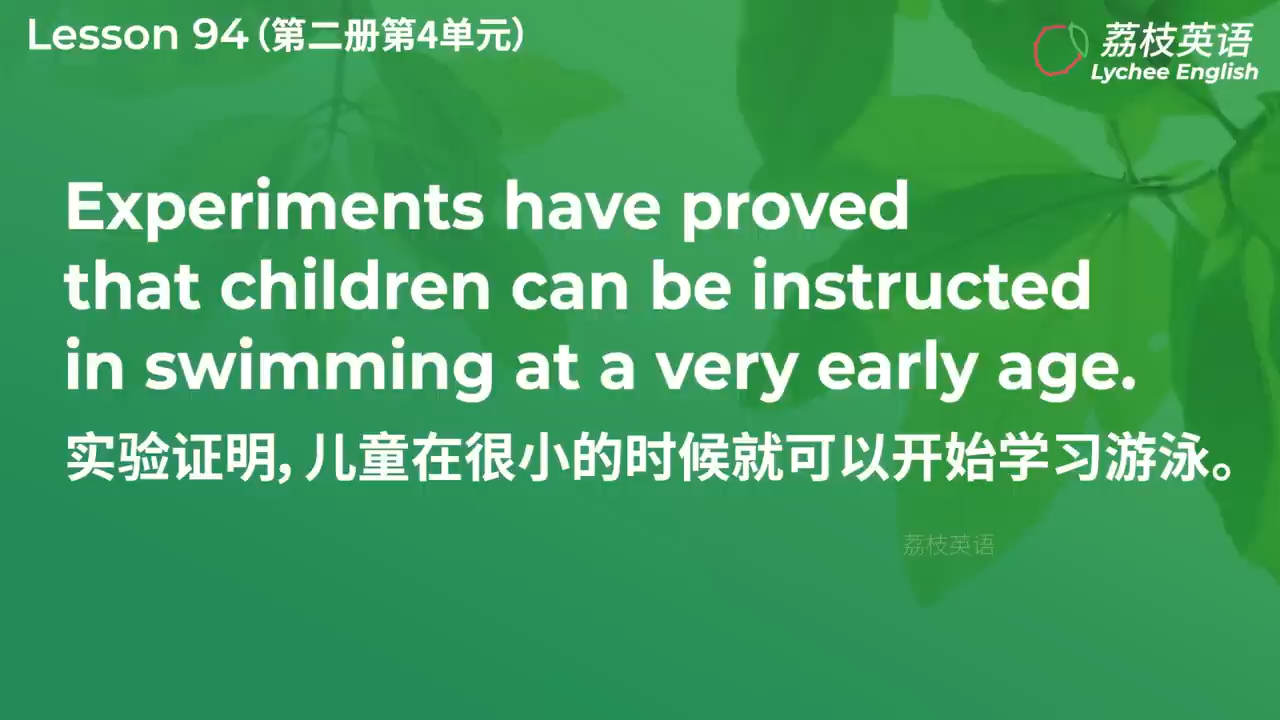 Lesson 94（第二册第4单元）
荔枝英语
Lychee English
Experiments have proved
that children can be instructed
in swimming at a very early age.
实验证明，儿童在很小的时候就可以开始学习游泳。
荔枝英语